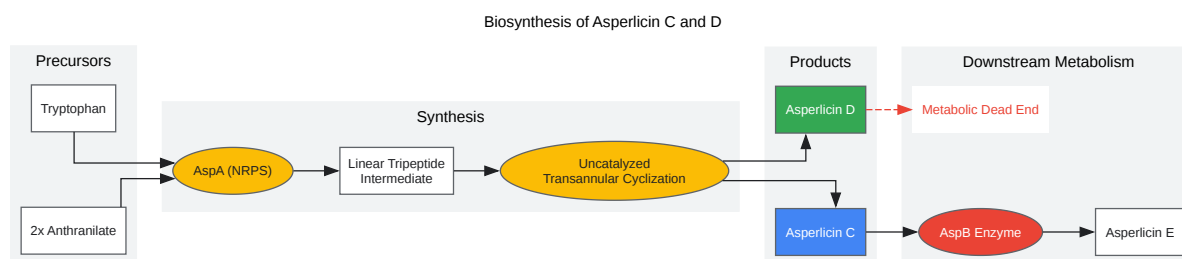 Biosynthesis of Asperlicin C and D
Precursors
Tryptophan
2x Anthranilate
Synthesis
AspA (NRPS)
Linear Tripeptide
Intermediate
Uncatalyzed
Transannular Cyclization
Products
Asperlicin D
Asperlicin C
Downstream Metabolism
Metabolic Dead End
AspB Enzyme
Asperlicin E